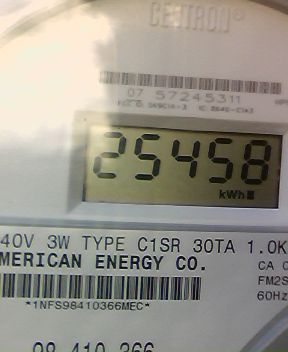 CENTRON®
07 57245311
25458
kWh
40V 3W TYPE C1SR 30TA 1.0K
MERICAN ENERGY CO.
CA 0
FM2S
60Hz
*1NFS98410366MEC*
98 410 366